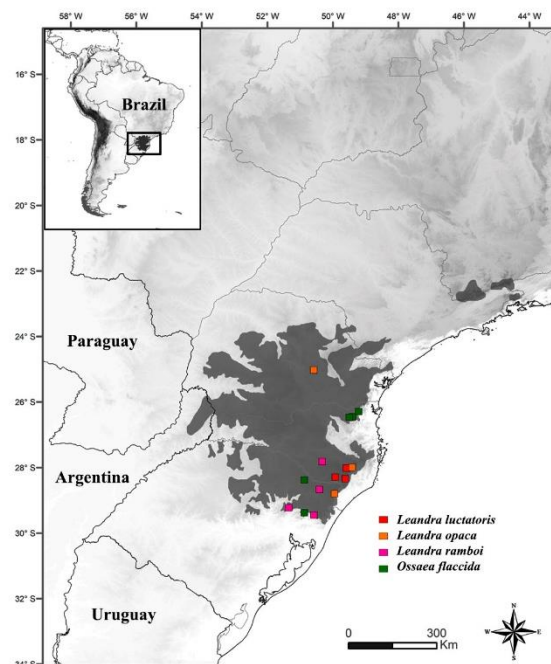 58° W 56° W 54° W 52° W 50° W 48° W 46° W 44° W
16° S
18° S
20° S
22° S
24° S
26° S
28° S
30° S
32° S
34° S
Brazil
Paraguay
Argentina
Uruguay
Leandra luctatoris
Leandra opaca
Leandra ramboi
Ossaea flaccida
0 300
Km
N
W E
S